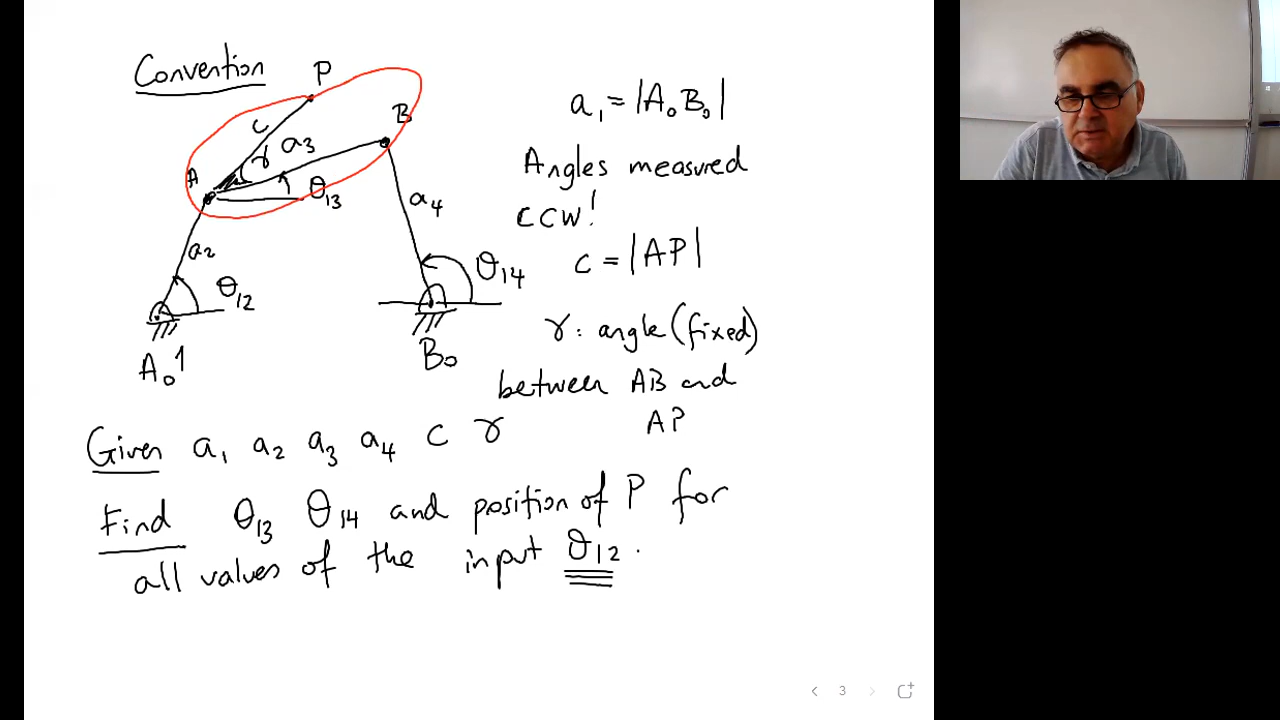 Convention
P
B
c
γ
a3
A
θ13
a4
a2
θ12
θ14
A0
1
B0
a1 = |A0 B0|
Angles measured
CCW!
c = |AP|
γ: angle (fixed)
between AB and
AP
Given a1 a2 a3 a4 c γ
Find θ13 θ14 and position of P for
all values of the input θ12.
3